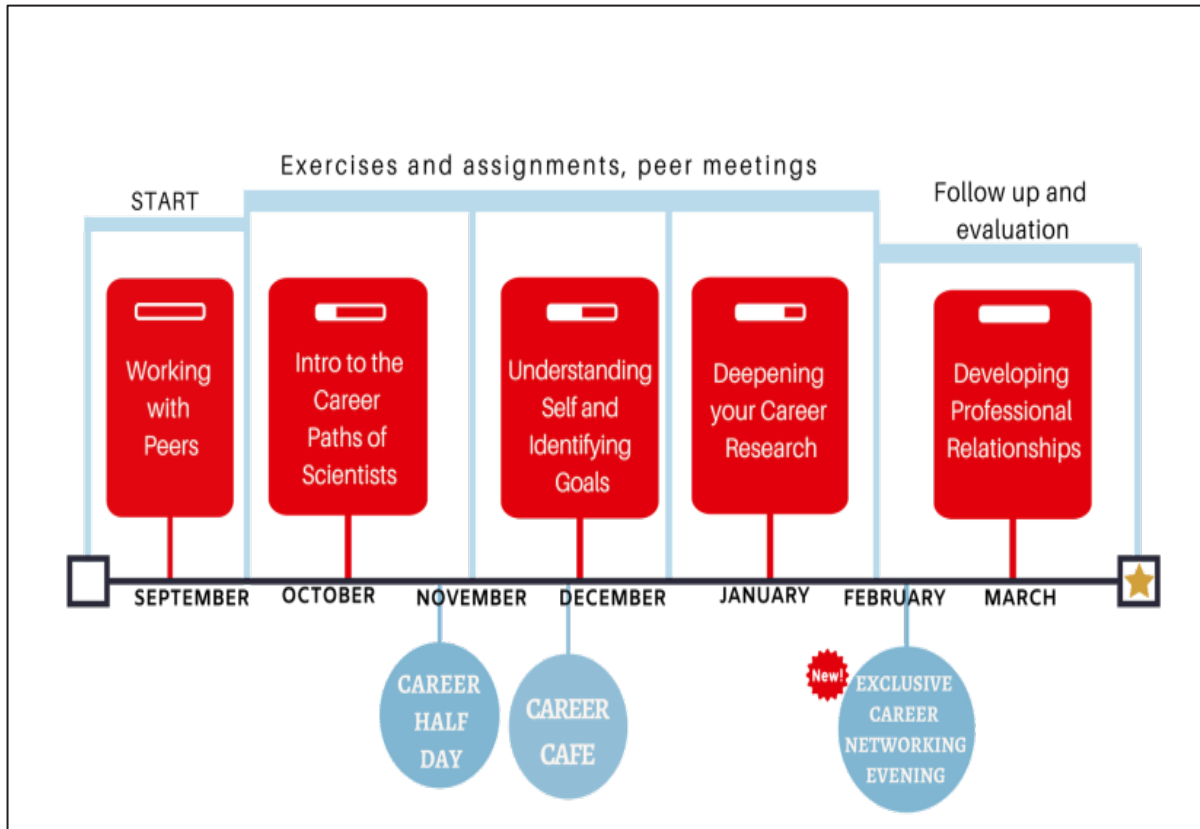 Exercises and assignments, peer meetings
START
Follow up and
evaluation
Working
with
Peers
Intro to the
Career
Paths of
Scientists
Understanding
Self and
Identifying
Goals
Deepening
your Career
Research
Developing
Professional
Relationships
SEPTEMBER
OCTOBER
NOVEMBER
DECEMBER
JANUARY
FEBRUARY
MARCH
CAREER
HALF
DAY
CAREER
CAFE
New!
EXCLUSIVE
CAREER
NETWORKING
EVENING